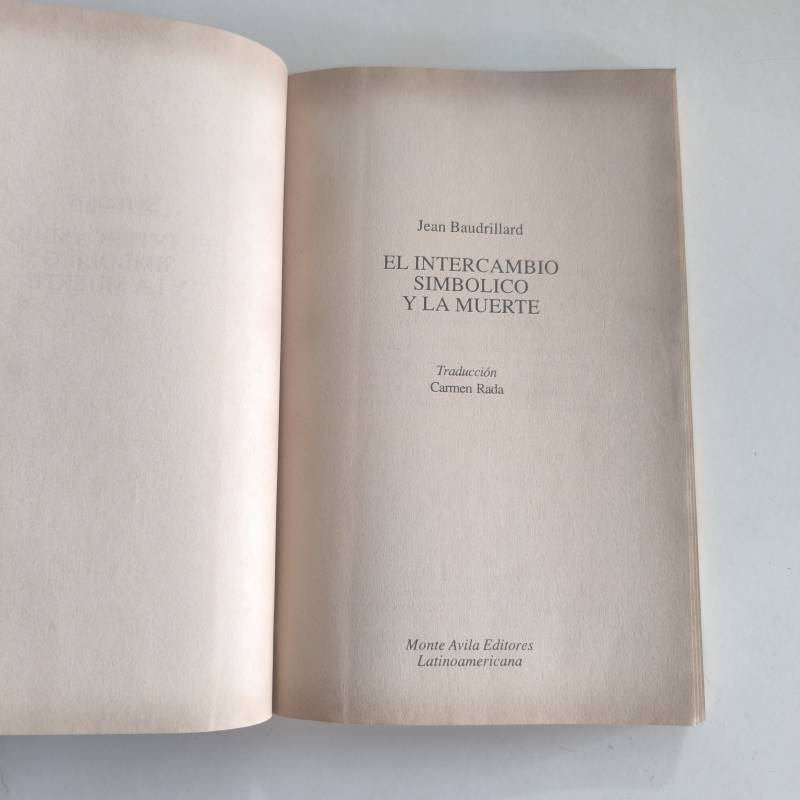 Jean Baudrillard
EL INTERCAMBIO
SIMBOLICO
Y LA MUERTE
Traducción
Carmen Rada
Monte Avila Editores
Latinoamericana